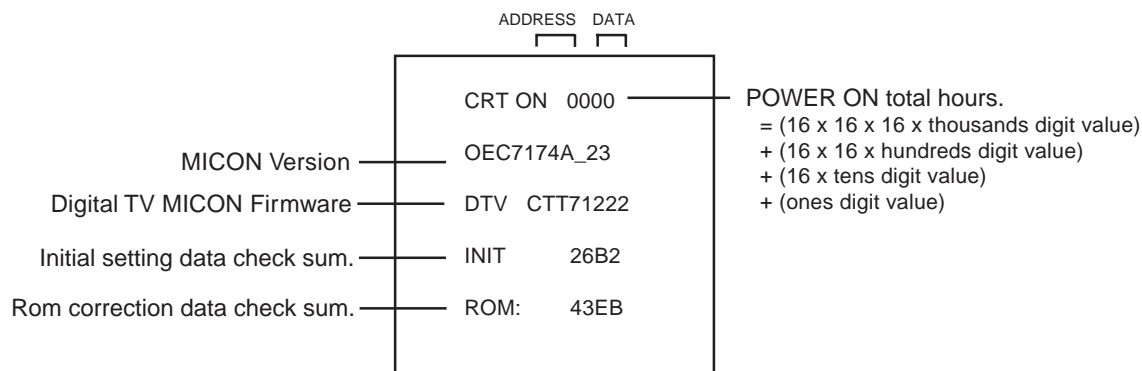 ADDRESS DATA
CRT ON 0000
POWER ON total hours.
= (16 x 16 x 16 x thousands digit value)
+ (16 x 16 x hundreds digit value)
+ (16 x tens digit value)
+ (ones digit value)
MICON Version
OEC7174A_23
Digital TV MICON Firmware
DTV CTT71222
Initial setting data check sum.
INIT 26B2
Rom correction data check sum.
ROM: 43EB